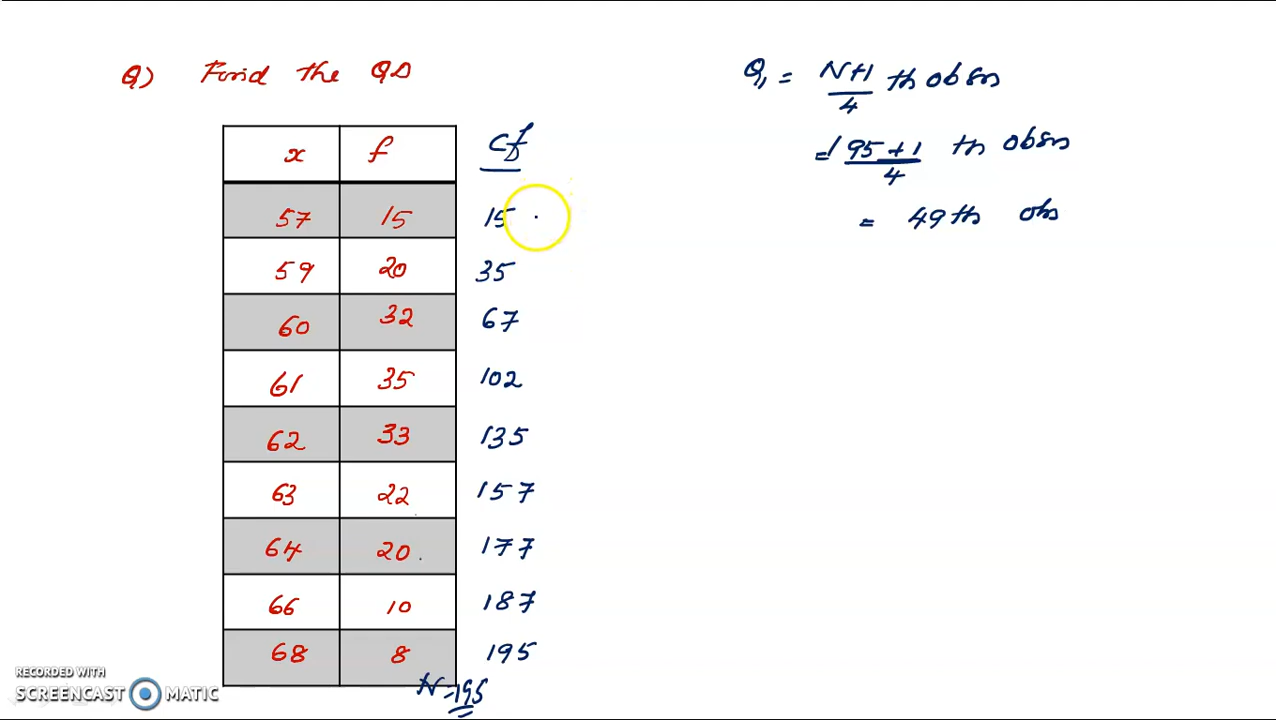 Q) Find the QD
x f Cf
57 15 15
59 20 35
60 32 67
61 35 102
62 33 135
63 22 157
64 20 177
66 10 187
68 8 195
N=195
Q1 = N+1/4 th obsn
= 195+1/4 th obsn
= 49th obs
RECORDED WITH
SCREENCAST MATIC